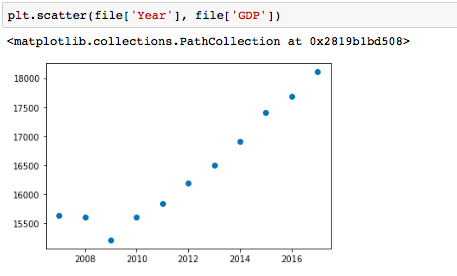 plt.scatter(file['Year'], file['GDP'])
<matplotlib.collections.PathCollection at 0x2819b1bd508>
18000
17500
17000
16500
16000
15500
2008 2010 2012 2014 2016